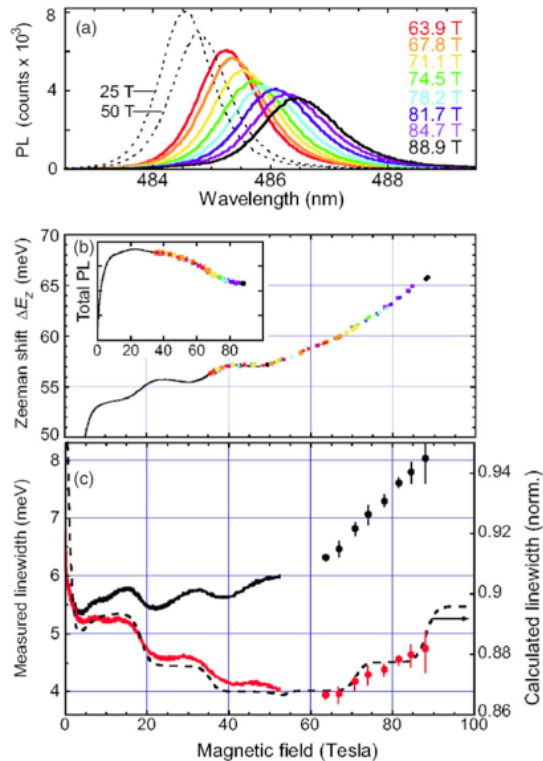 (a)
PL (counts x 10³)
8
4
0
25 T
50 T
63.9 T
67.8 T
71.1 T
74.5 T
78.2 T
81.7 T
84.7 T
88.9 T
484 486 488
Wavelength (nm)
(b)
Zeeman shift ΔE_Z (meV)
70
65
60
55
50
Total PL
0 20 40 60 80
(c)
Measured linewidth (meV)
8
7
6
5
4
Calculated linewidth (norm.)
0.94
0.92
0.9
0.88
0.86
0 20 40 60 80 100
Magnetic field (Tesla)